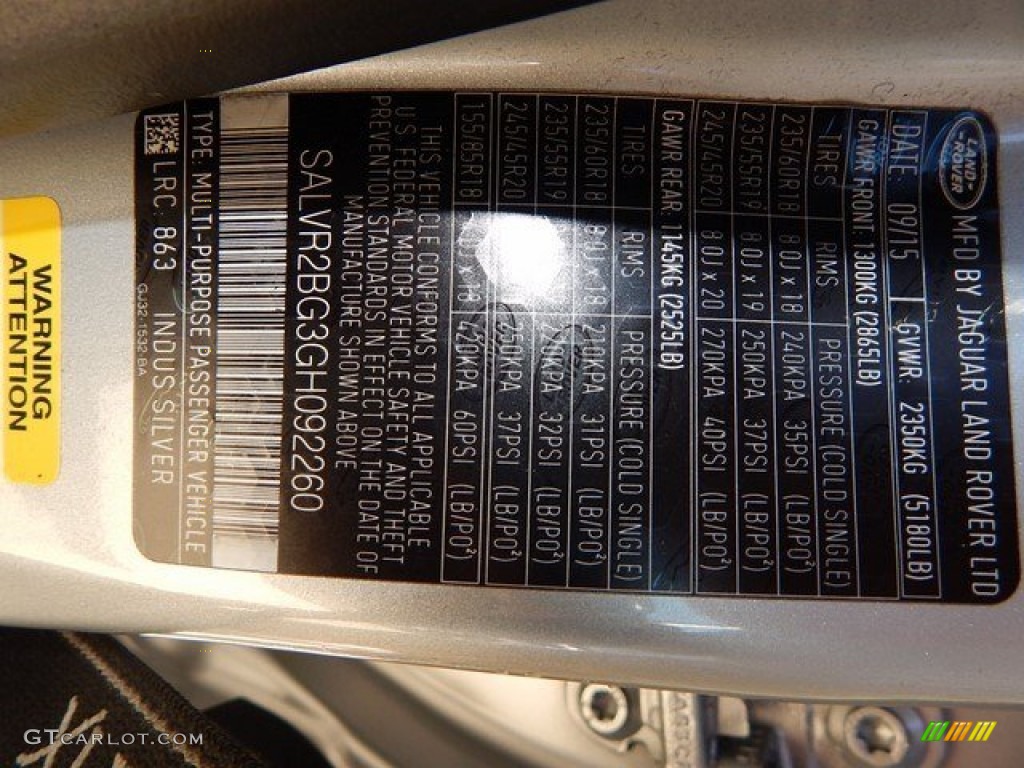 LAND-
ROVER
MFD BY JAGUAR LAND ROVER LTD
DATE: 09/15 GVWR: 2350KG (5180LB)
GAWR FRONT: 1300KG (2865LB)
TIRES RIMS PRESSURE (COLD SINGLE)
235/60R18 8.0J x 18 240KPA 35PSI (LB/PO²)
235/55R19 8.0J x 19 250KPA 37PSI (LB/PO²)
245/45R20 8.0J x 20 270KPA 40PSI (LB/PO²)
GAWR REAR: 1145KG (2525LB)
TIRES RIMS PRESSURE (COLD SINGLE)
235/60R18 8.0J x 18 210KPA 31PSI (LB/PO²)
235/55R19 32PSI (LB/PO²)
245/45R20 250KPA 37PSI (LB/PO²)
155/85R18 x 18 420KPA 60PSI (LB/PO²)
THIS VEHICLE CONFORMS TO ALL APPLICABLE
U.S FEDERAL MOTOR VEHICLE SAFETY AND THEFT
PREVENTION STANDARDS IN EFFECT ON THE DATE OF
MANUFACTURE SHOWN ABOVE
SALVR2BG3GH092260
TYPE: MULTI-PURPOSE PASSENGER VEHICLE
LRC: 863 INDUS SILVER
GJ32-1532-BA
WARNING
ATTENTION
GTCARLOT.COM